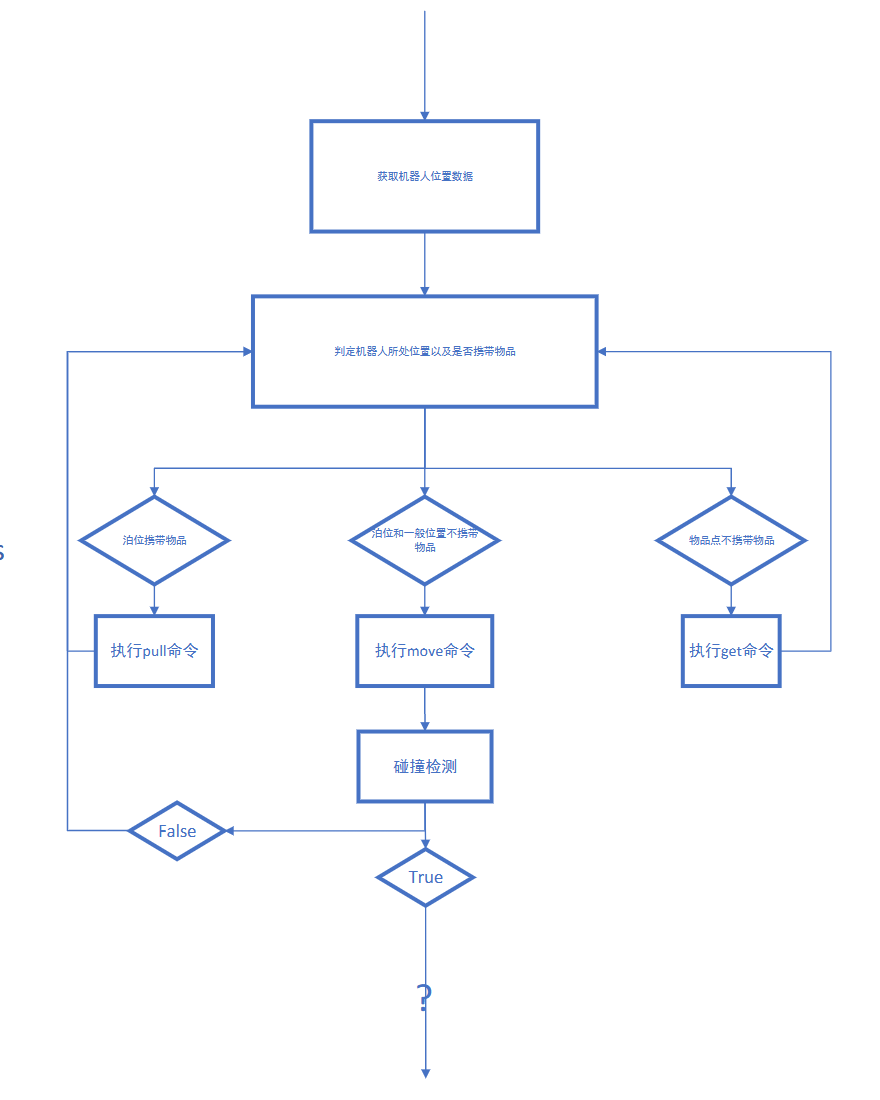 获取机器人位置数据
判定机器人所处位置以及是否携带物品
泊位携带物品
泊位和一般位置不携带
物品
物品点不携带物品
s
执行pull命令
执行move命令
执行get命令
碰撞检测
False
True
?